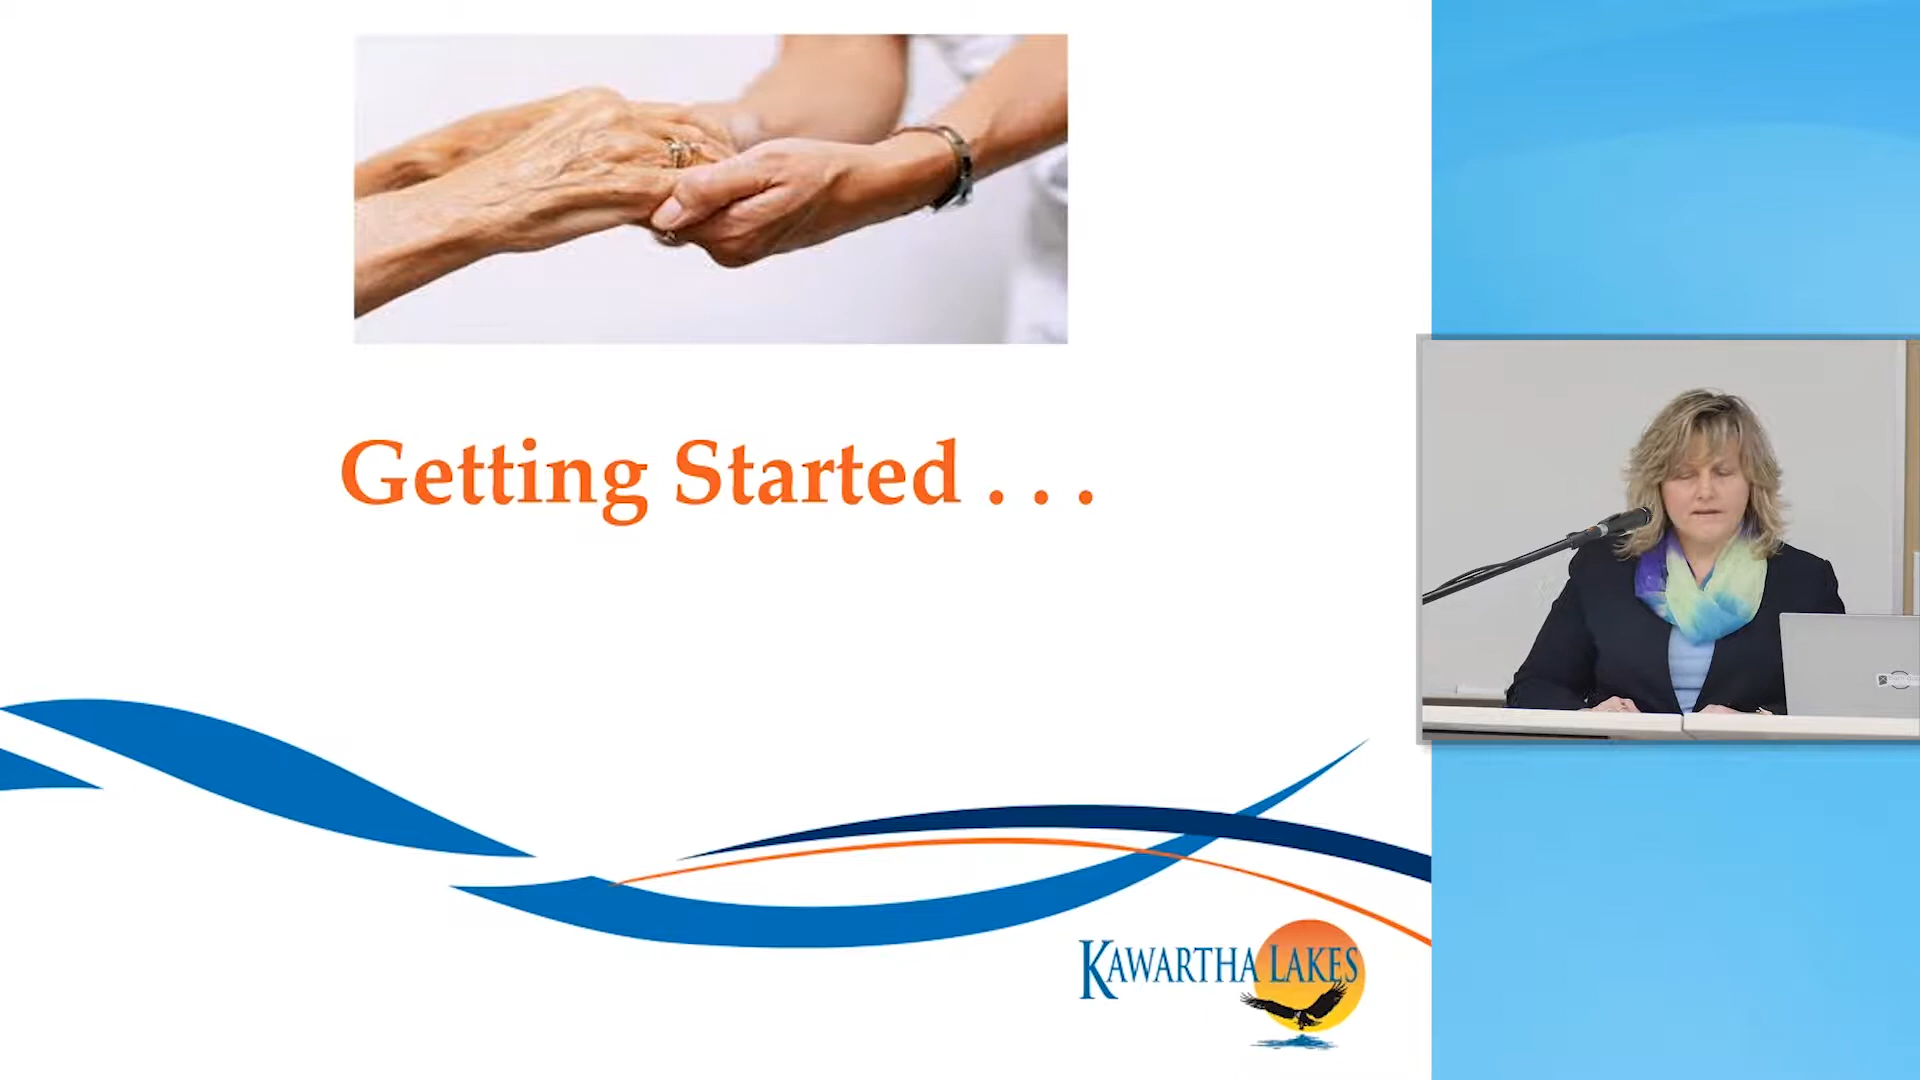 Getting Started . . .
KAWARTHA LAKES